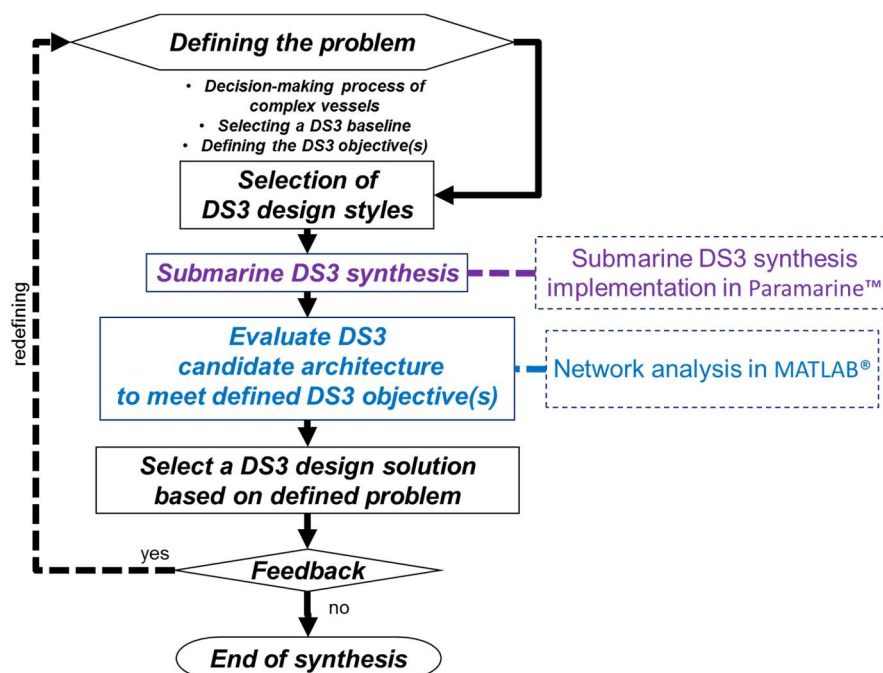 Defining the problem
• Decision-making process of
complex vessels
• Selecting a DS3 baseline
• Defining the DS3 objective(s)
Selection of
DS3 design styles
Submarine DS3 synthesis
Submarine DS3 synthesis
implementation in Paramarine™
Evaluate DS3
candidate architecture
to meet defined DS3 objective(s)
Network analysis in MATLAB®
redefining
Select a DS3 design solution
based on defined problem
yes
Feedback
no
End of synthesis